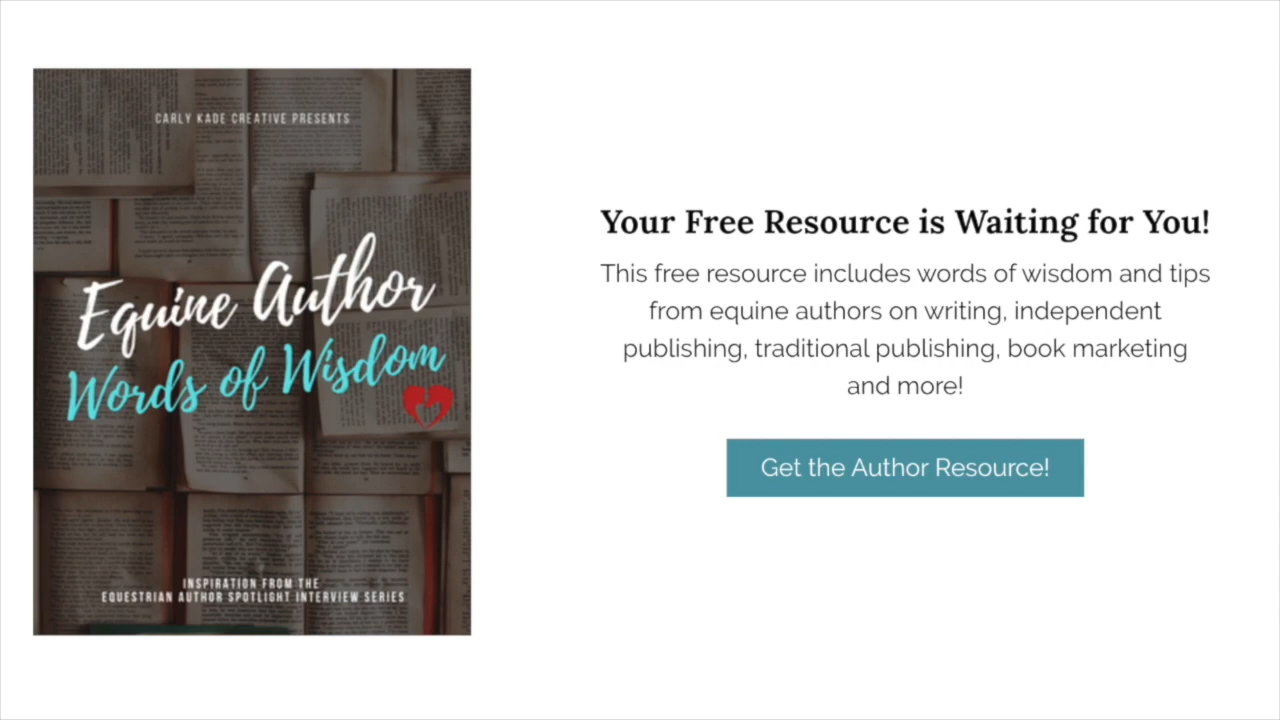 CARLY KADE CREATIVE PRESENTS
Equine Author
Words of Wisdom
INSPIRATION FROM THE
EQUESTRIAN AUTHOR SPOTLIGHT INTERVIEW SERIES
Your Free Resource is Waiting for You!
This free resource includes words of wisdom and tips
from equine authors on writing, independent
publishing, traditional publishing, book marketing
and more!
Get the Author Resource!